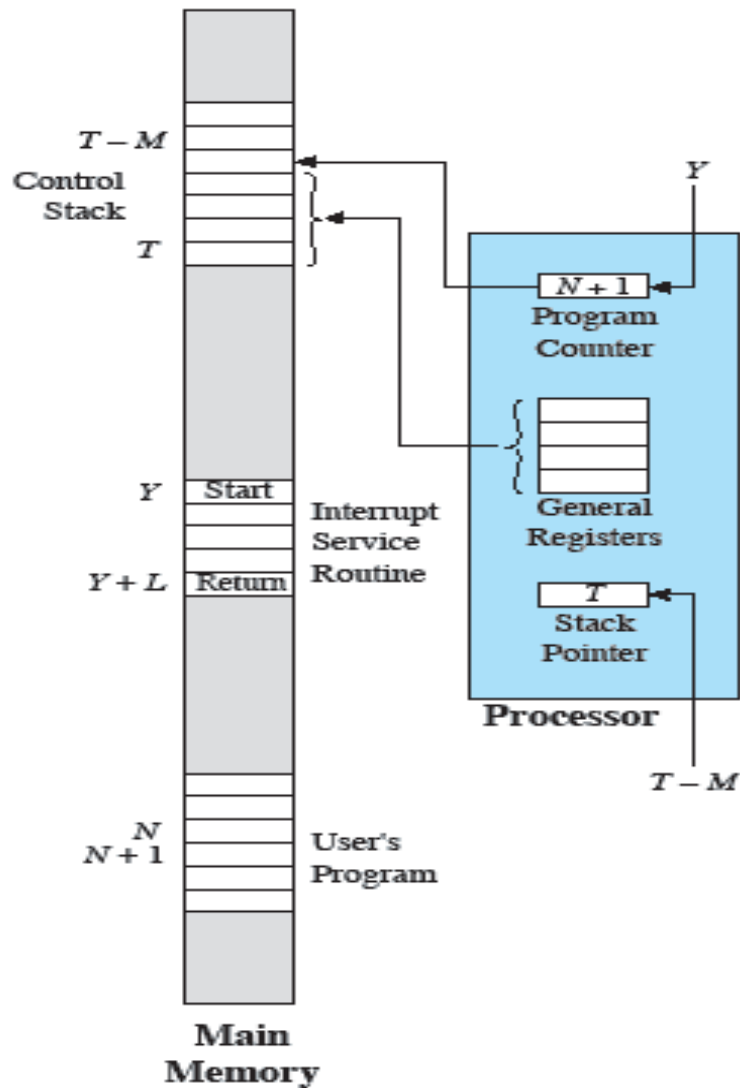 T – M
Control
Stack
T
Y
Start
Interrupt
Service
Routine
Y + L
Return
N
N + 1
User's
Program
Main
Memory
Y
N + 1
Program
Counter
General
Registers
T
Stack
Pointer
Processor
T – M